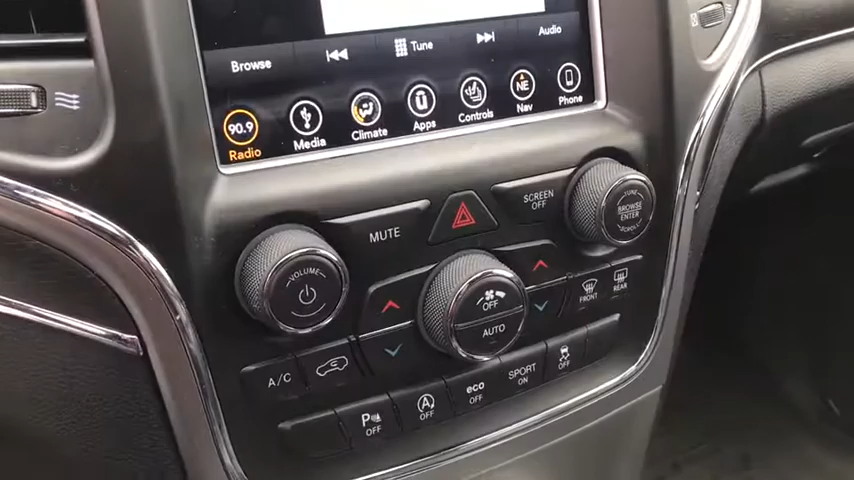 Browse
Tune
Audio
90.9
Radio
Media
Climate
Apps
Controls
NE
Nav
Phone
MUTE
SCREEN
OFF
TUNE
BROWSE
ENTER
SCROLL
VOLUME
OFF
AUTO
FRONT
REAR
A/C
P
OFF
A
OFF
eco
OFF
SPORT
ON
OFF